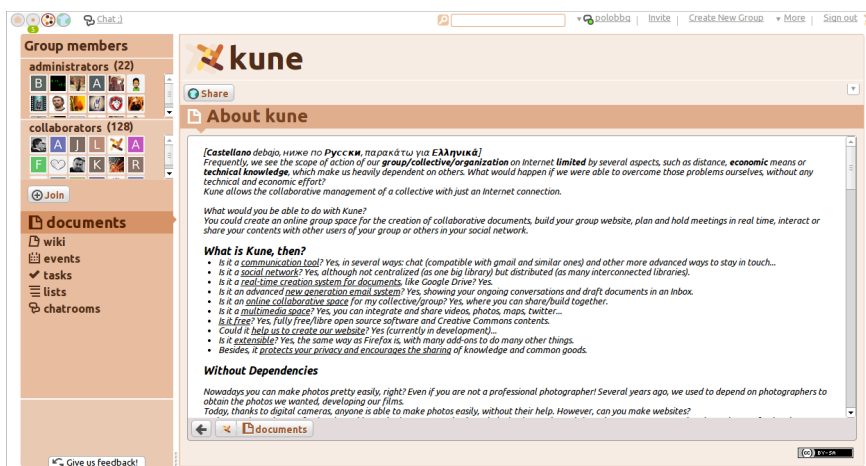 Chat ;)
polobbq
Invite
Create New Group
More
Sign out
5
Group members
administrators (22)
B
A
collaborators (128)
A J L A
F K R
Join
documents
wiki
events
tasks
lists
chatrooms
Give us feedback!
kune
Share
About kune
[Castellano debajo, ниже по Русски, παρακάτω για Ελληνικά]
Frequently, we see the scope of action of our group/collective/organization on Internet limited by several aspects, such as distance, economic means or
technical knowledge, which make us heavily dependent on others. What would happen if we were able to overcome those problems ourselves, without any
technical and economic effort?
Kune allows the collaborative management of a collective with just an Internet connection.
What would you be able to do with Kune?
You could create an online group space for the creation of collaborative documents, build your group website, plan and hold meetings in real time, interact or
share your contents with other users of your group or others in your social network.
What is Kune, then?
Is it a communication tool? Yes, in several ways: chat (compatible with gmail and similar ones) and other more advanced ways to stay in touch...
Is it a social network? Yes, although not centralized (as one big library) but distributed (as many interconnected libraries).
Is it a real-time creation system for documents, like Google Drive? Yes.
Is it an advanced new generation email system? Yes, showing your ongoing conversations and draft documents in an Inbox.
Is it an online collaborative space for my collective/group? Yes, where you can share/build together.
Is it a multimedia space? Yes, you can integrate and share videos, photos, maps, twitter...
Is it free? Yes, fully free/libre open source software and Creative Commons contents.
Could it help us to create our website? Yes (currently in development)...
Is it extensible? Yes, the same way as Firefox is, with many add-ons to do many other things.
Besides, it protects your privacy and encourages the sharing of knowledge and common goods.
Without Dependencies
Nowadays you can make photos pretty easily, right? Even if you are not a professional photographer! Several years ago, we used to depend on photographers to
obtain the photos we wanted, developing our films.
Today, thanks to digital cameras, anyone is able to make photos easily, without their help. However, can you make websites?
documents
(cc) BY-SA